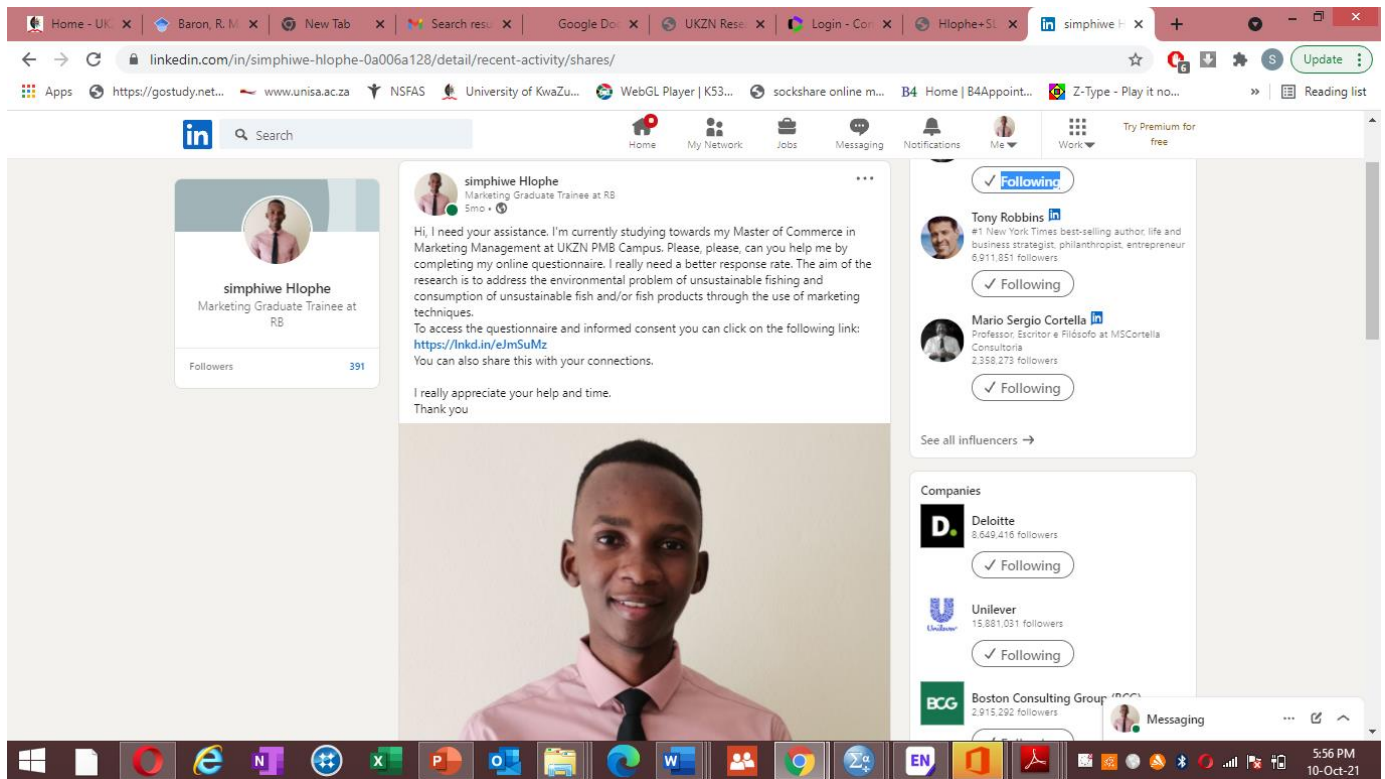 Home - UK
Baron, R. M
New Tab
Search resu
Google Doc
UKZN Rese
Login - Con
Hlophe+St
simphiwe H
linkedin.com/in/simphiwe-hlophe-0a006a128/detail/recent-activity/shares/
6
S
Update
Apps
https://gostudy.net...
www.unisa.ac.za
NSFAS
University of KwaZu...
WebGL Player | K53...
sockshare online m...
B4 Home | B4Appoint...
Z-Type - Play it no...
»
Reading list
in
Search
Home
My Network
Jobs
Messaging
Notifications
Me
Work
Try Premium for
free
simphiwe Hlophe
Marketing Graduate Trainee at
RB
Followers 391
simphiwe Hlophe
Marketing Graduate Trainee at RB
5mo •
Hi, I need your assistance. I'm currently studying towards my Master of Commerce in
Marketing Management at UKZN PMB Campus. Please, please, can you help me by
completing my online questionnaire. I really need a better response rate. The aim of the
research is to address the environmental problem of unsustainable fishing and
consumption of unsustainable fish and/or fish products through the use of marketing
techniques.
To access the questionnaire and informed consent you can click on the following link:
https://lnkd.in/eJmSuMz
You can also share this with your connections.
I really appreciate your help and time.
Thank you
Following
Tony Robbins in
#1 New York Times best-selling author, life and
business strategist, philanthropist, entrepreneur
6,911,851 followers
Following
Mario Sergio Cortella in
Professor, Escritor e Filósofo at MSCortella
Consultoria
2,358,273 followers
Following
See all influencers →
Companies
D.
Deloitte
8,649,416 followers
Following
Unilever
Unilever
15,881,031 followers
Following
BCG
Boston Consulting Group
2,915,292 followers
Messaging
EN
5:56 PM
10-Oct-21